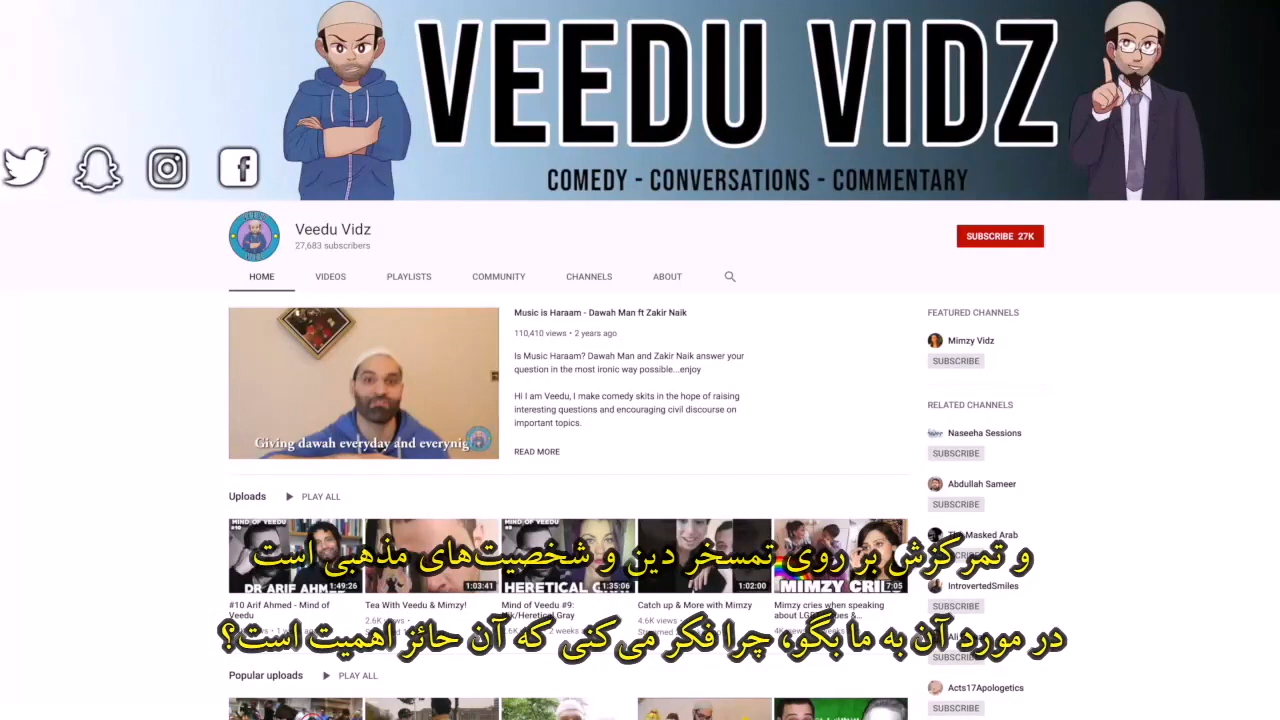 VEEDU VIDZ
COMEDY - CONVERSATIONS - COMMENTARY
Veedu Vidz
27,683 subscribers
SUBSCRIBE 27K
HOME VIDEOS PLAYLISTS COMMUNITY CHANNELS ABOUT
Music is Haraam - Dawah Man ft Zakir Naik
110,410 views • 2 years ago
Is Music Haraam? Dawah Man and Zakir Naik answer your
question in the most ironic way possible...enjoy
Hi I am Veedu, I make comedy skits in the hope of raising
interesting questions and encouraging civil discourse on
important topics.
READ MORE
Giving dawah everyday and everynig
FEATURED CHANNELS
Mimzy Vidz
SUBSCRIBE
RELATED CHANNELS
Naseeha Sessions
SUBSCRIBE
Abdullah Sameer
SUBSCRIBE
The Masked Arab
IntrovertedSmiles
SUBSCRIBE
SUBSCRIBE
Acts17Apologetics
SUBSCRIBE
Uploads PLAY ALL
MIND OF VEEDU
#10
DR ARIF AHM
1:49:26
1:03:41
MIND OF VEEDU
#9
HERETICAL
1:35:06
1:02:00
MIMZY CRI
7:05
و تمرکزش بر روی تمسخر دین و شخصیت‌های مذهبی است
#10 Arif Ahmed - Mind of
Veedu
Tea With Veedu & Mimzy!
2.6K
Mind of Veedu #9:
/Heretical Gray
2 weeks
Catch up & More with Mimzy
4.6K views •
Mimzy cries when speaking
about
در مورد آن به ما بگو، چرا فکر می‌کنی که آن حائز اهمیت است؟
Popular uploads PLAY ALL